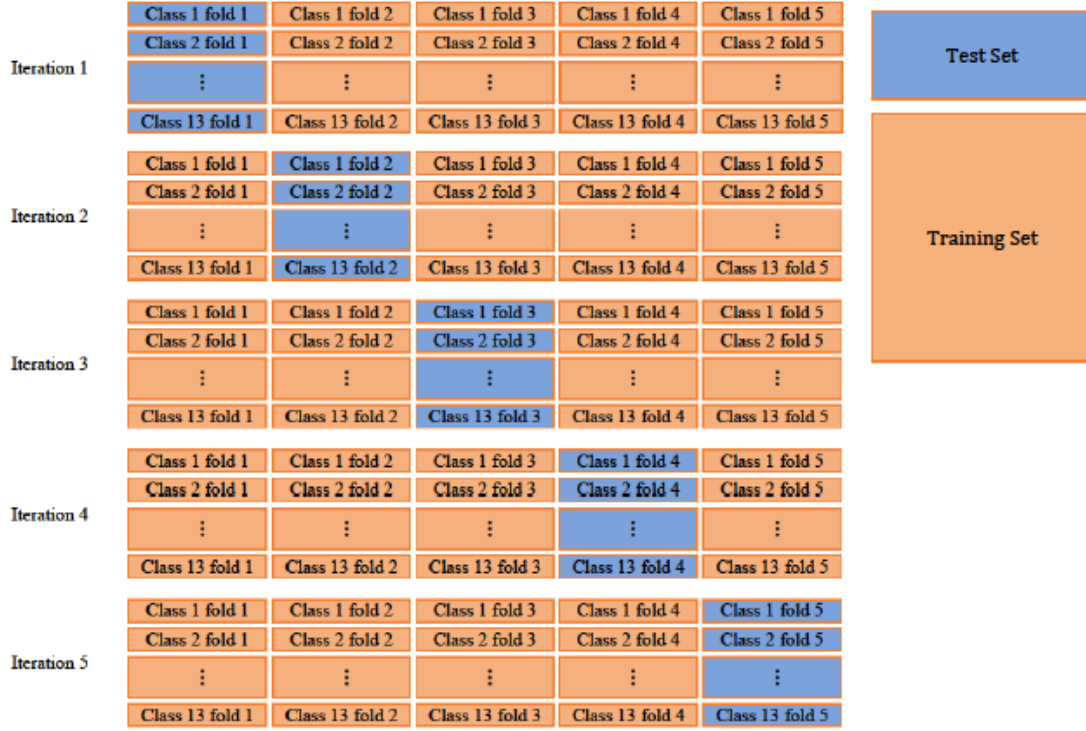 Class 1 fold 1 Class 1 fold 2 Class 1 fold 3 Class 1 fold 4 Class 1 fold 5
Class 2 fold 1 Class 2 fold 2 Class 2 fold 3 Class 2 fold 4 Class 2 fold 5
Iteration 1
⋮ ⋮ ⋮ ⋮ ⋮
Class 13 fold 1 Class 13 fold 2 Class 13 fold 3 Class 13 fold 4 Class 13 fold 5
Test Set
Class 1 fold 1 Class 1 fold 2 Class 1 fold 3 Class 1 fold 4 Class 1 fold 5
Class 2 fold 1 Class 2 fold 2 Class 2 fold 3 Class 2 fold 4 Class 2 fold 5
Iteration 2
⋮ ⋮ ⋮ ⋮ ⋮
Class 13 fold 1 Class 13 fold 2 Class 13 fold 3 Class 13 fold 4 Class 13 fold 5
Training Set
Class 1 fold 1 Class 1 fold 2 Class 1 fold 3 Class 1 fold 4 Class 1 fold 5
Class 2 fold 1 Class 2 fold 2 Class 2 fold 3 Class 2 fold 4 Class 2 fold 5
Iteration 3
⋮ ⋮ ⋮ ⋮ ⋮
Class 13 fold 1 Class 13 fold 2 Class 13 fold 3 Class 13 fold 4 Class 13 fold 5
Class 1 fold 1 Class 1 fold 2 Class 1 fold 3 Class 1 fold 4 Class 1 fold 5
Class 2 fold 1 Class 2 fold 2 Class 2 fold 3 Class 2 fold 4 Class 2 fold 5
Iteration 4
⋮ ⋮ ⋮ ⋮ ⋮
Class 13 fold 1 Class 13 fold 2 Class 13 fold 3 Class 13 fold 4 Class 13 fold 5
Class 1 fold 1 Class 1 fold 2 Class 1 fold 3 Class 1 fold 4 Class 1 fold 5
Class 2 fold 1 Class 2 fold 2 Class 2 fold 3 Class 2 fold 4 Class 2 fold 5
Iteration 5
⋮ ⋮ ⋮ ⋮ ⋮
Class 13 fold 1 Class 13 fold 2 Class 13 fold 3 Class 13 fold 4 Class 13 fold 5